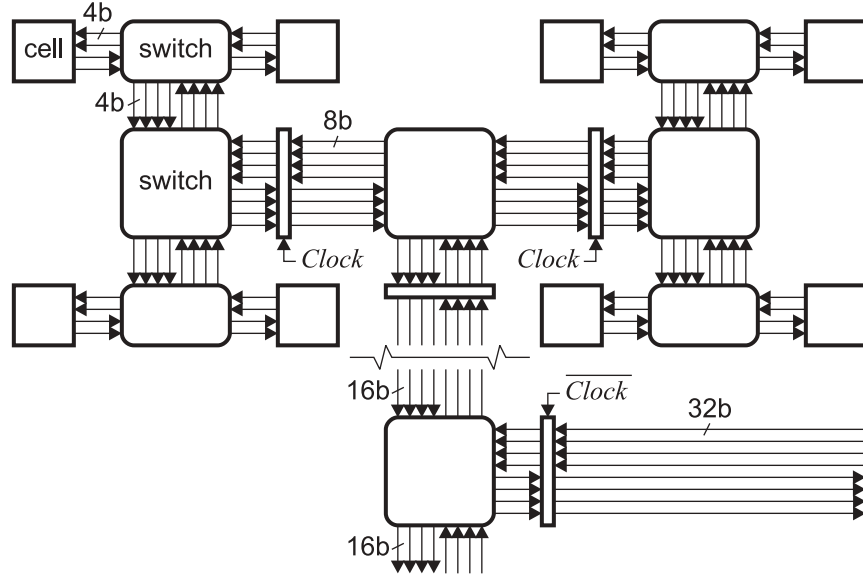 4b
cell
switch
4b
8b
switch
Clock
Clock
16b
Clock
32b
16b